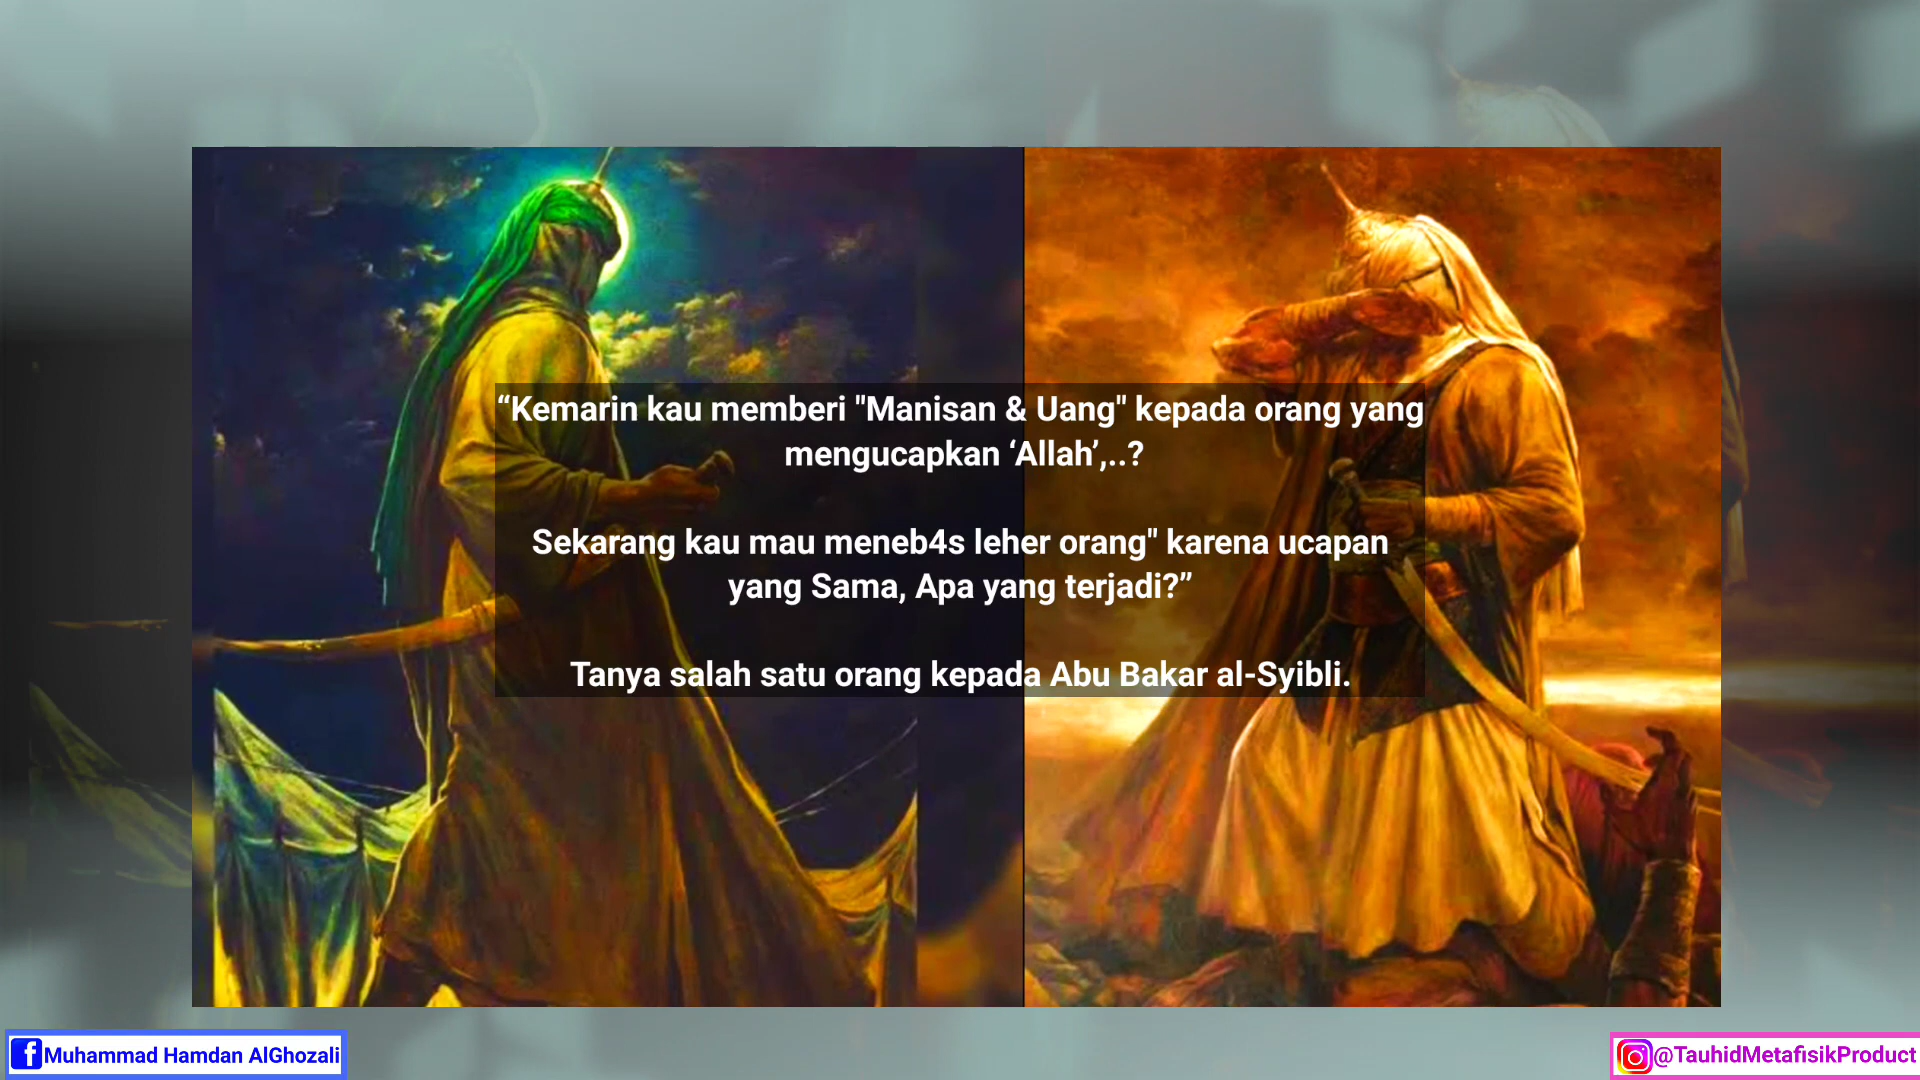 “Kemarin kau memberi "Manisan & Uang" kepada orang yang
mengucapkan ‘Allah’,..?
Sekarang kau mau meneb4s leher orang" karena ucapan
yang Sama, Apa yang terjadi?”
Tanya salah satu orang kepada Abu Bakar al-Syibli.
Muhammad Hamdan AlGhozali
@TauhidMetafisikProduct